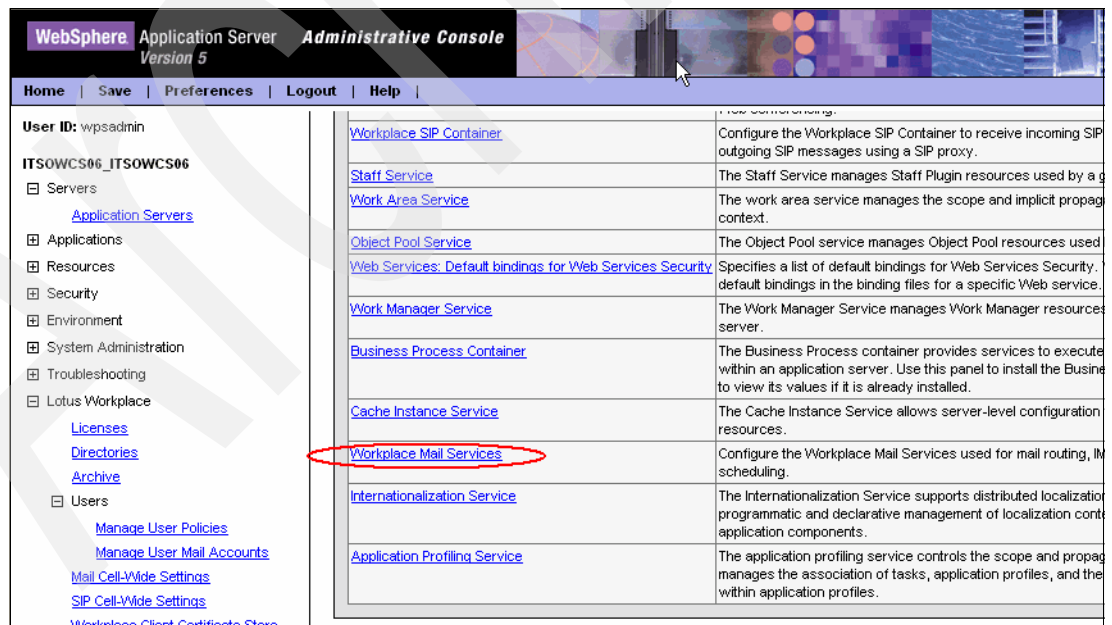 WebSphere Application Server Administrative Console
Version 5
Home | Save | Preferences | Logout | Help |
User ID: wpsadmin
ITSOWCS06_ITSOWCS06
Servers
Application Servers
Applications
Resources
Security
Environment
System Administration
Troubleshooting
Lotus Workplace
Licenses
Directories
Archive
Users
Manage User Policies
Manage User Mail Accounts
Mail Cell-Wide Settings
SIP Cell-Wide Settings
Workplace Client Certificate Store
Web conferencing.
Workplace SIP Container
Configure the Workplace SIP Container to receive incoming SIP
outgoing SIP messages using a SIP proxy.
Staff Service
The Staff Service manages Staff Plugin resources used by a
Work Area Service
The work area service manages the scope and implicit
context.
Object Pool Service
The Object Pool service manages Object Pool resources used
Web Services: Default bindings for Web Services Security
Specifies a list of default bindings for Web Services Security.
default bindings in the binding files for a specific Web service.
Work Manager Service
The Work Manager Service manages Work Manager resources
server.
Business Process Container
The Business Process container provides services to execute
within an application server. Use this panel to install the
to view its values if it is already installed.
Cache Instance Service
The Cache Instance Service allows server-level configuration
resources.
Workplace Mail Services
Configure the Workplace Mail Services used for mail routing,
scheduling.
Internationalization Service
The Internationalization Service supports distributed
programmatic and declarative management of localization
application components.
Application Profiling Service
The application profiling service controls the scope and
manages the association of tasks, application profiles, and the
within application profiles.